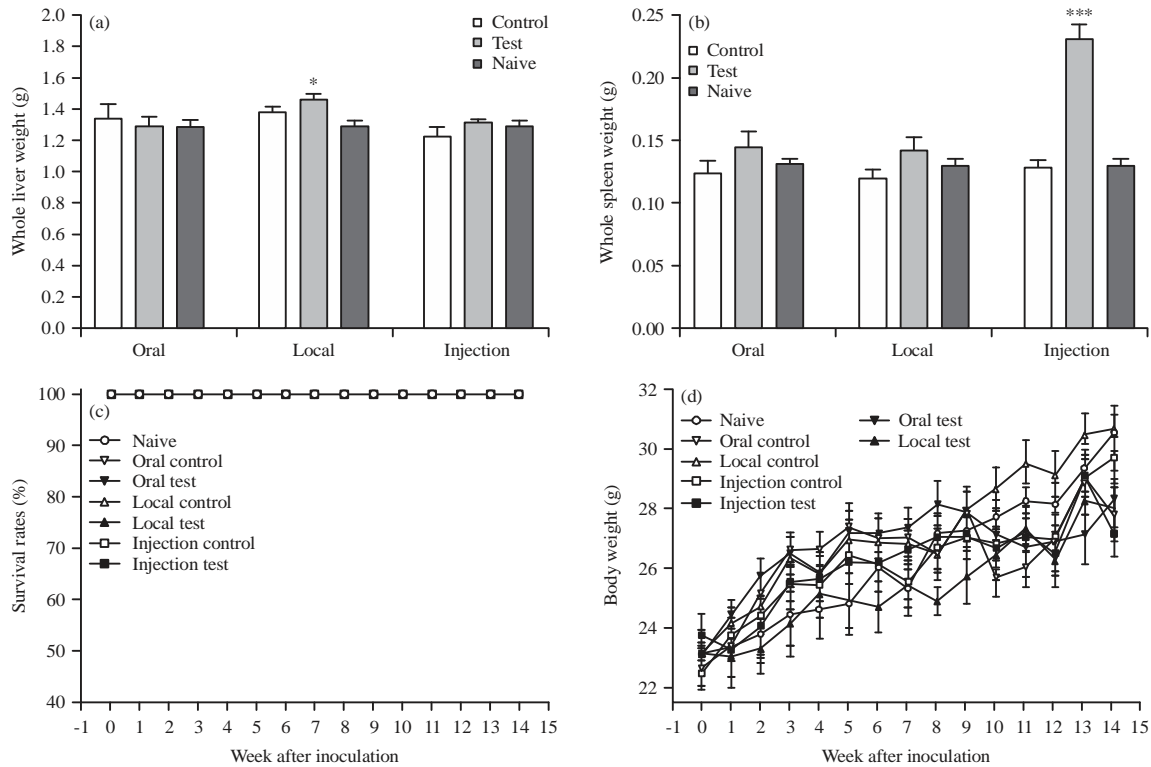 (a)
Control
Test
Naive
*
2.0
1.8
1.6
1.4
1.2
1.0
0.8
0.6
0.4
0.2
0.0
Whole liver weight (g)
Oral Local Injection
(b)
Control
Test
Naive
***
0.25
0.20
0.15
0.10
0.05
0.00
Whole spleen weight (g)
Oral Local Injection
(c)
100
90
80
70
60
50
40
Survival rates (%)
Naive
Oral control
Oral test
Local control
Local test
Injection control
Injection test
-1 0 1 2 3 4 5 6 7 8 9 10 11 12 13 14 15
Week after inoculation
(d)
32
30
28
26
24
22
Body weight (g)
Naive
Oral control
Local control
Injection control
Injection test
Oral test
Local test
-1 0 1 2 3 4 5 6 7 8 9 10 11 12 13 14 15
Week after inoculation